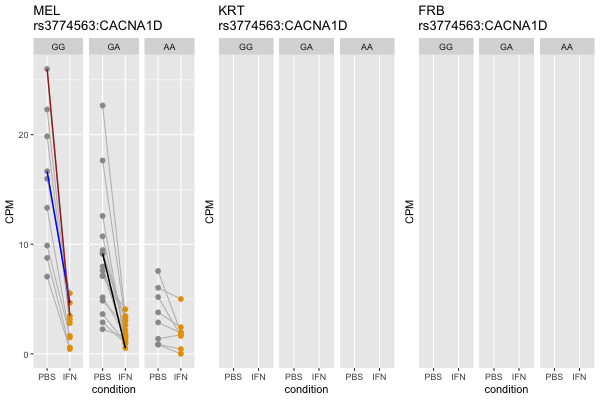 MEL
rs3774563:CACNA1D
KRT
rs3774563:CACNA1D
FRB
rs3774563:CACNA1D
GG GA AA
GG GA AA
GG GA AA
CPM
20
10
0
CPM
CPM
PBS IFN PBS IFN PBS IFN
PBS IFN PBS IFN PBS IFN
PBS IFN PBS IFN PBS IFN
condition
condition
condition